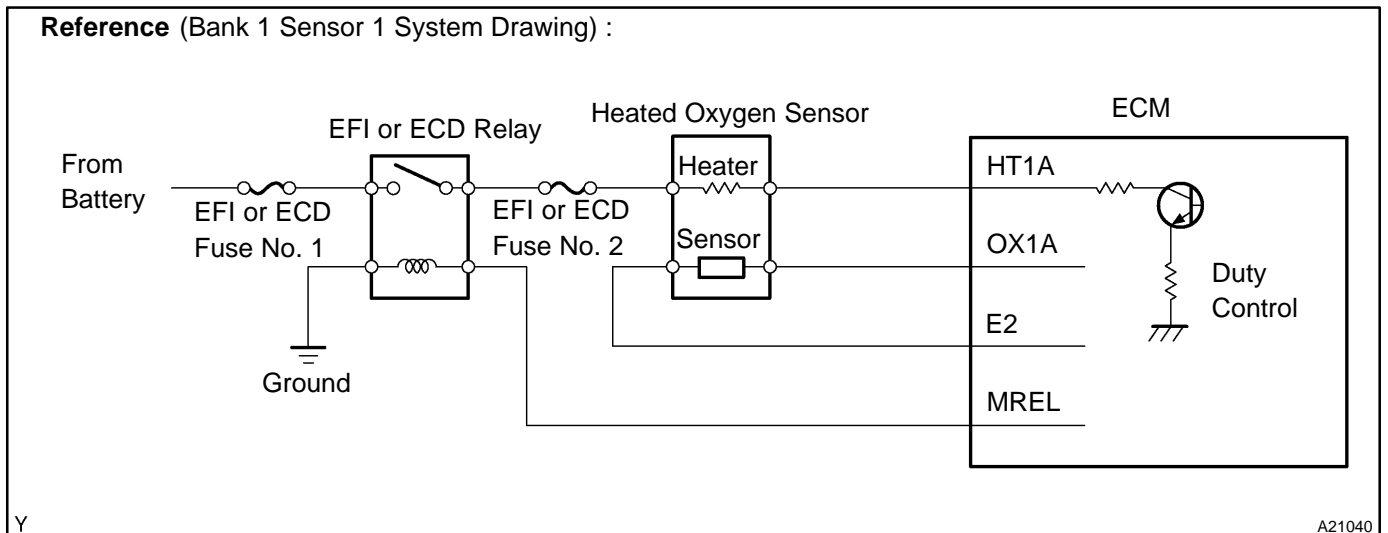 Reference (Bank 1 Sensor 1 System Drawing) :
ECM
Heated Oxygen Sensor
EFI or ECD Relay
From
Battery
Heater
HT1A
EFI or ECD
Fuse No. 1
EFI or ECD
Fuse No. 2
Sensor
OX1A
Duty
Control
E2
Ground
MREL
Y
A21040